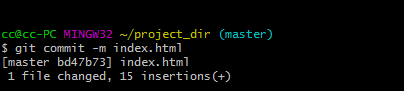 cc@cc-PC MINGW32 ~/project_dir (master)
$ git commit -m index.html
[master bd47b73] index.html
1 file changed, 15 insertions(+)